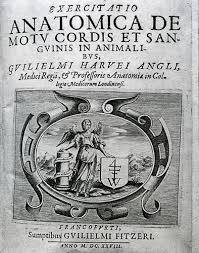 EXERCITATIO
ANATOMICA DE
MOTV CORDIS ET SAN-
GVINIS IN ANIMALI-
BVS,
GVILIELMI HARVEI ANGLI,
Medici Regii, & Professoris Anatomiæ in Col-
legio Medicorum Londinensi.
FRANCOFVRTI,
Sumptibus GVILIELMI FITZERI.
ANNO M. DC. XXVIII.